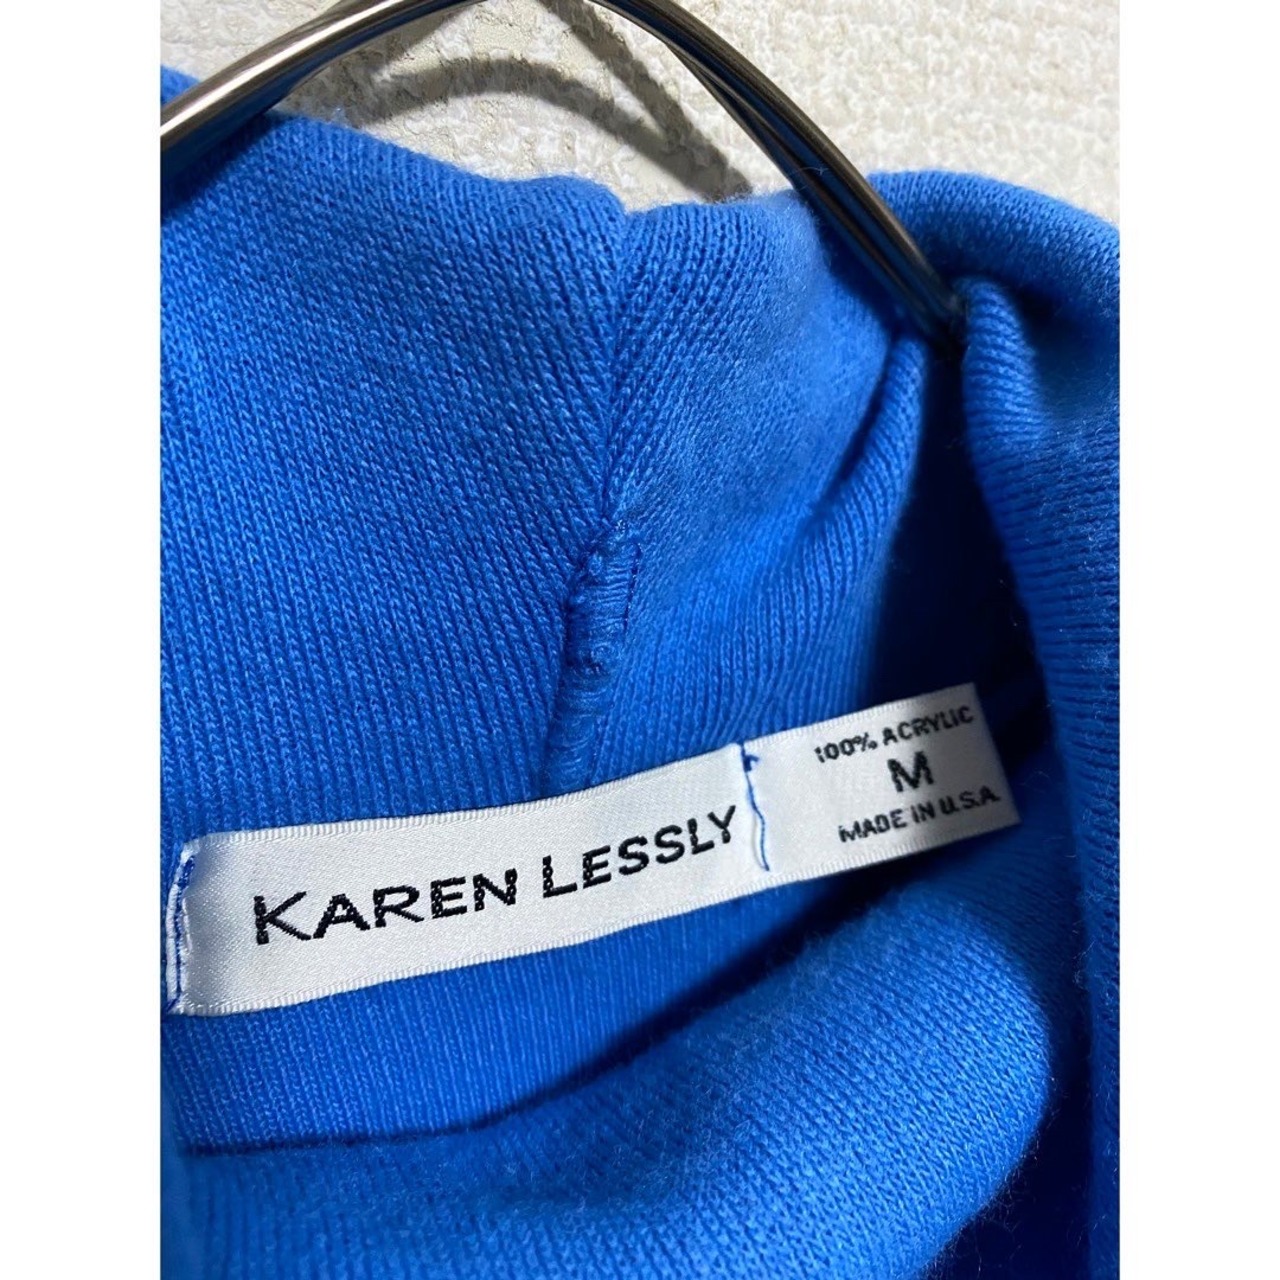 KAREN LESSLY
100% ACRYLIC
M
MADE IN U.S.A.